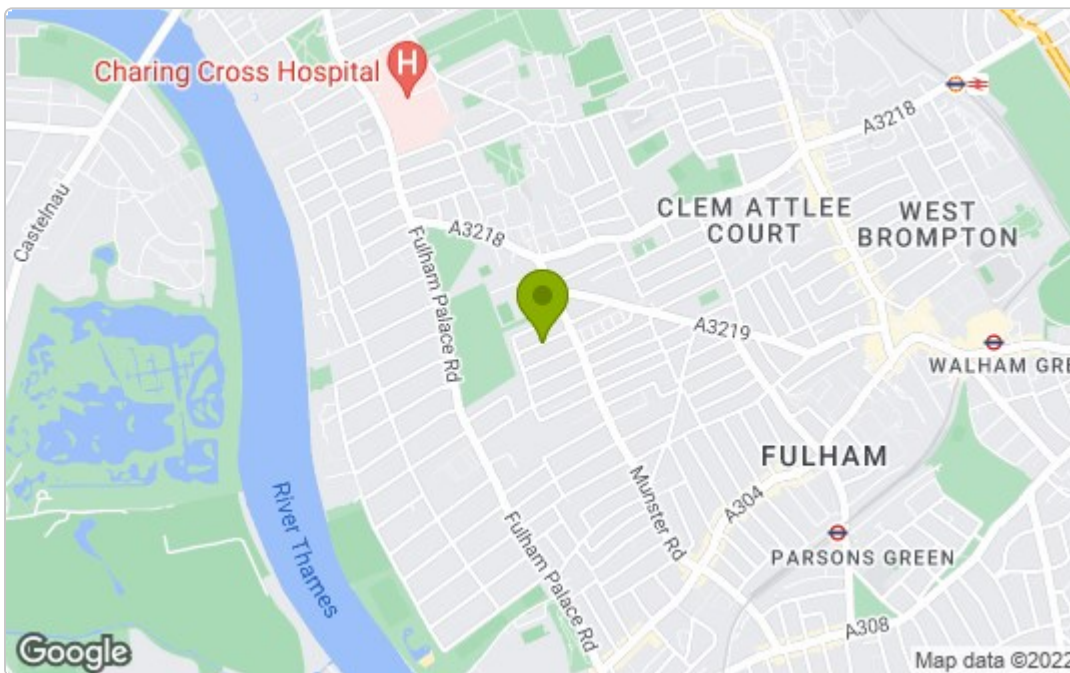 Charing Cross Hospital
H
A3218
Castelnau
CLEM ATTLEE
COURT
WEST
BROMPTON
A3218
Fulham Palace Rd
A3219
WALHAM GRE
FULHAM
River Thames
Munster Rd
A304
Fulham Palace Rd
PARSONS GREEN
A308
Google
Map data ©2022